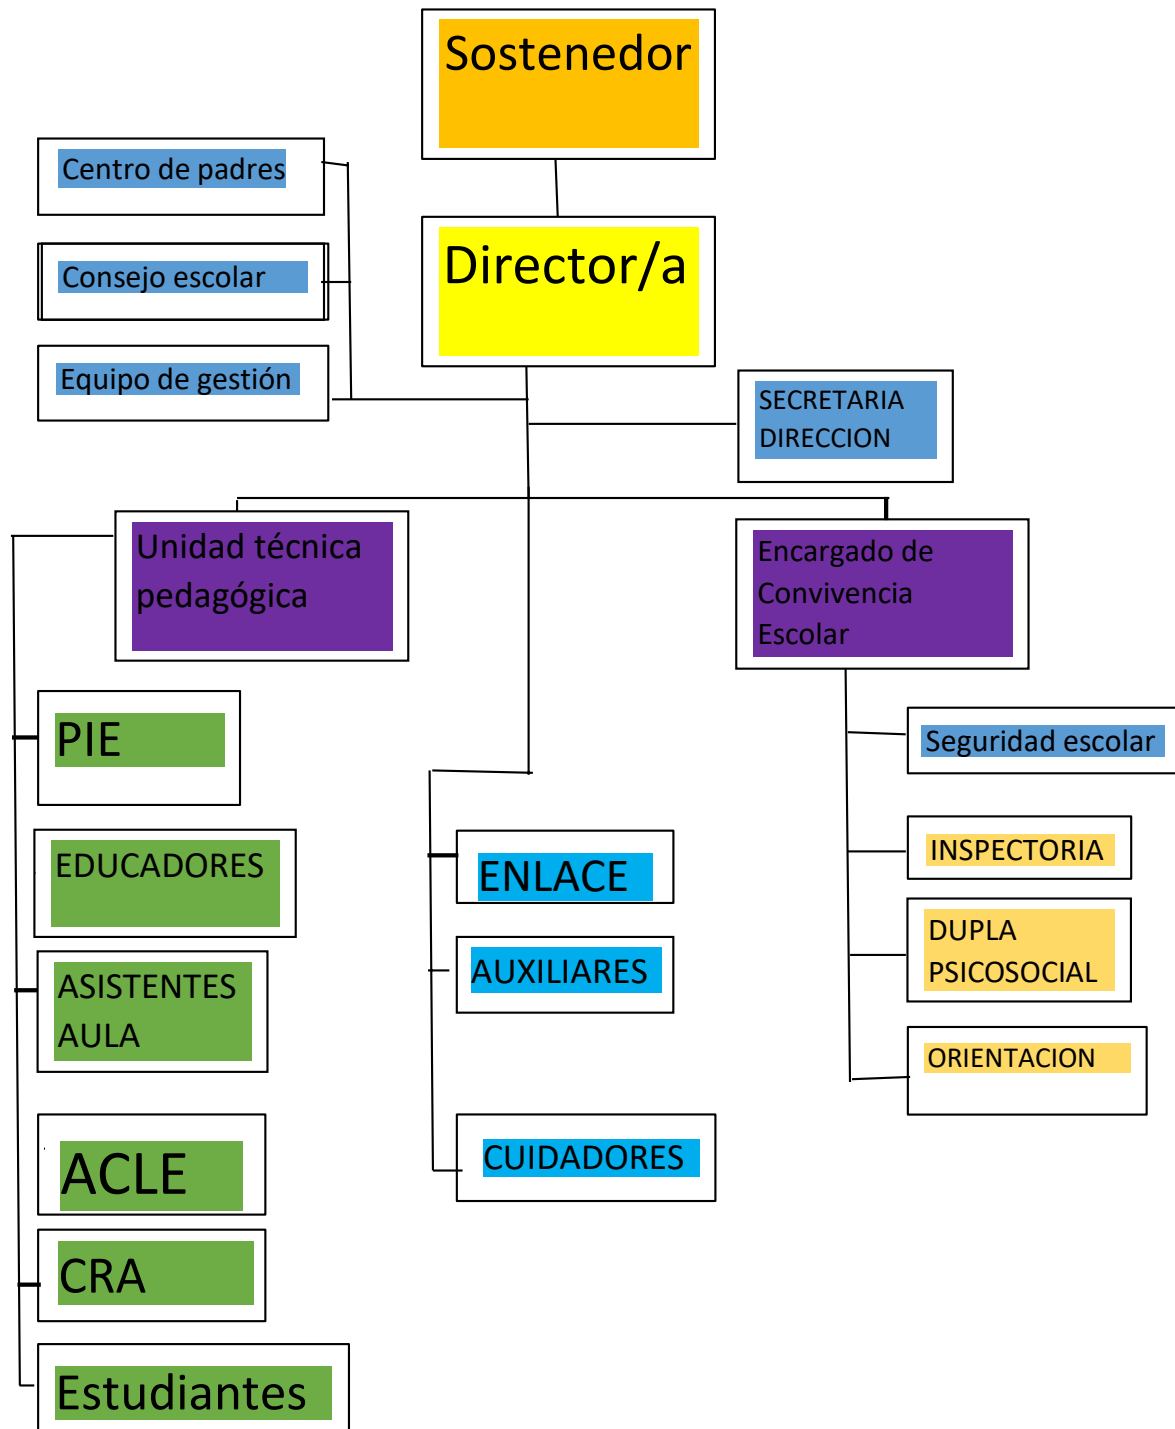 Sostenedor
Centro de padres
Director/a
Consejo escolar
Equipo de gestión
SECRETARIA
DIRECCION
Unidad técnica
pedagógica
Encargado de
Convivencia
Escolar
PIE
EDUCADORES
ASISTENTES
AULA
ACLE
CRA
Estudiantes
ENLACE
AUXILIARES
CUIDADORES
Seguridad escolar
INSPECTORIA
DUPLA
PSICOSOCIAL
ORIENTACION